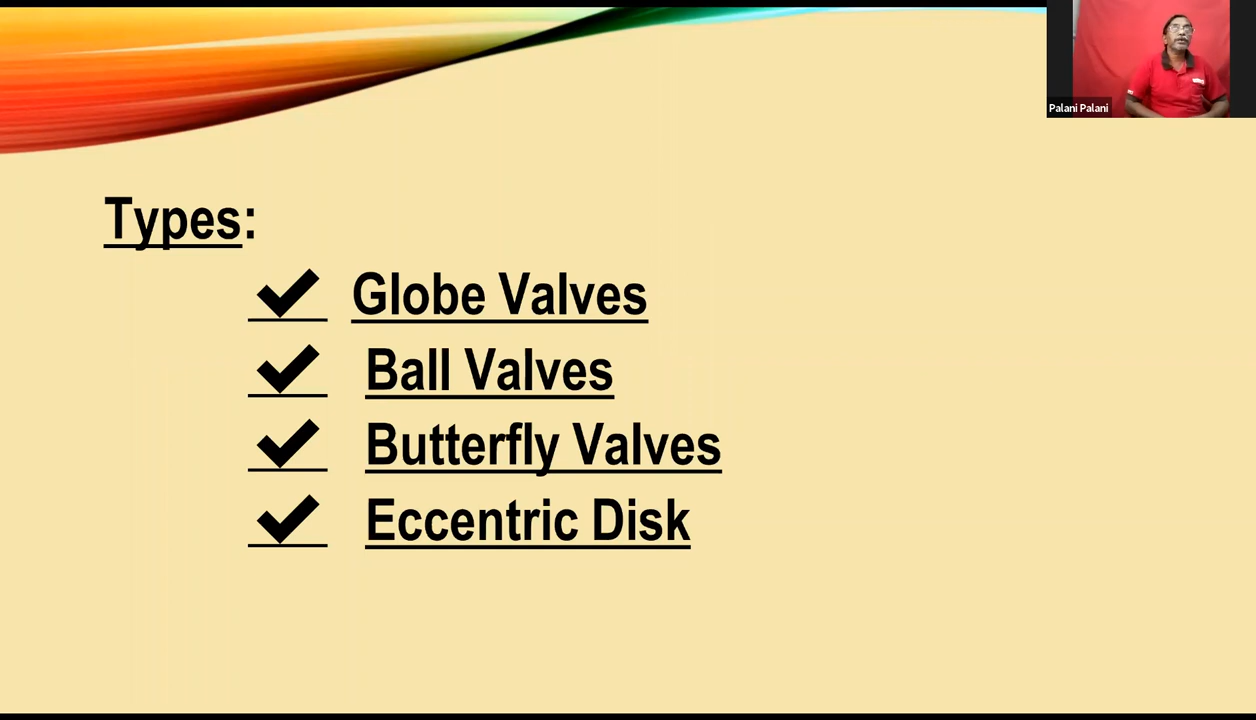 Palani Palani
Types:
✔ Globe Valves
✔ Ball Valves
✔ Butterfly Valves
✔ Eccentric Disk